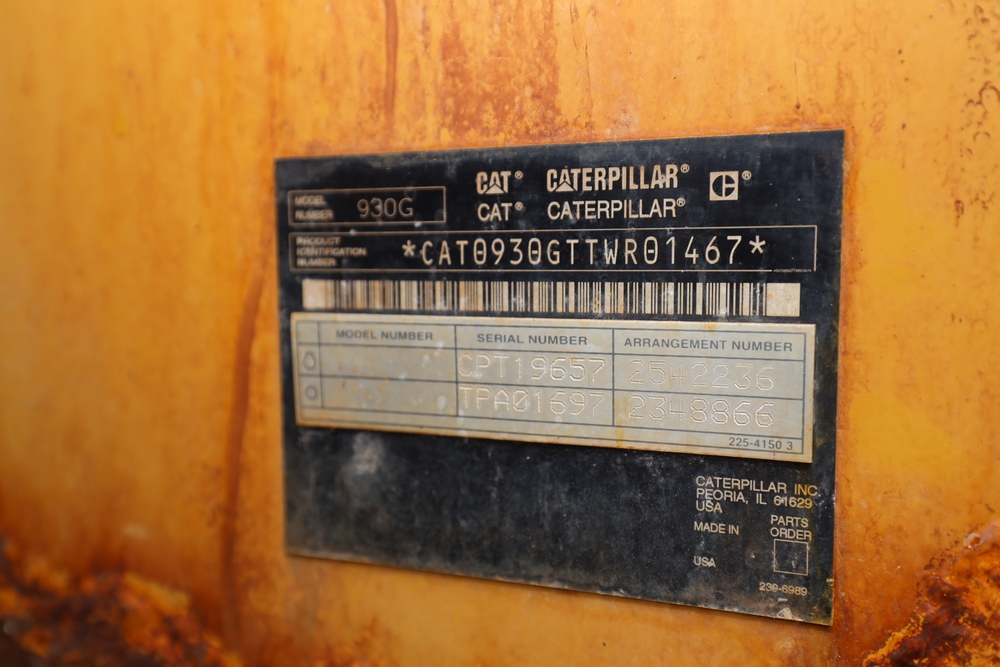 CAT® CATERPILLAR® C®
MODEL NUMBER 930G
CAT® CATERPILLAR®
PRODUCT IDENTIFICATION NUMBER *CAT0930GTTWR01467*
MODEL NUMBER SERIAL NUMBER ARRANGEMENT NUMBER
CPT19657 2542236
TPA01697 2348866
225-4150 3
CATERPILLAR INC.
PEORIA, IL 61629
USA
MADE IN PARTS ORDER
USA
239-6989